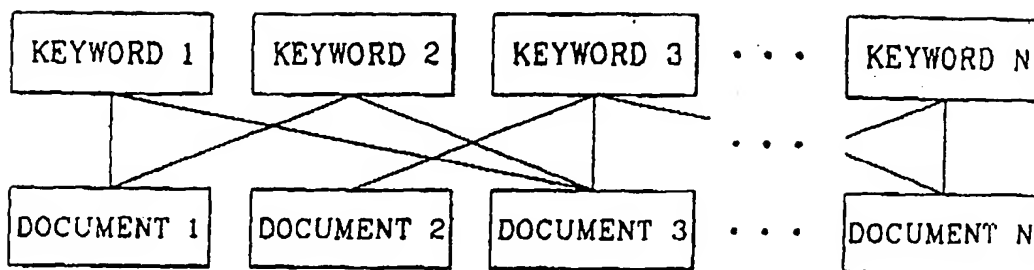 KEYWORD 1 KEYWORD 2 KEYWORD 3 . . . KEYWORD N
. . .
DOCUMENT 1 DOCUMENT 2 DOCUMENT 3 . . . DOCUMENT N